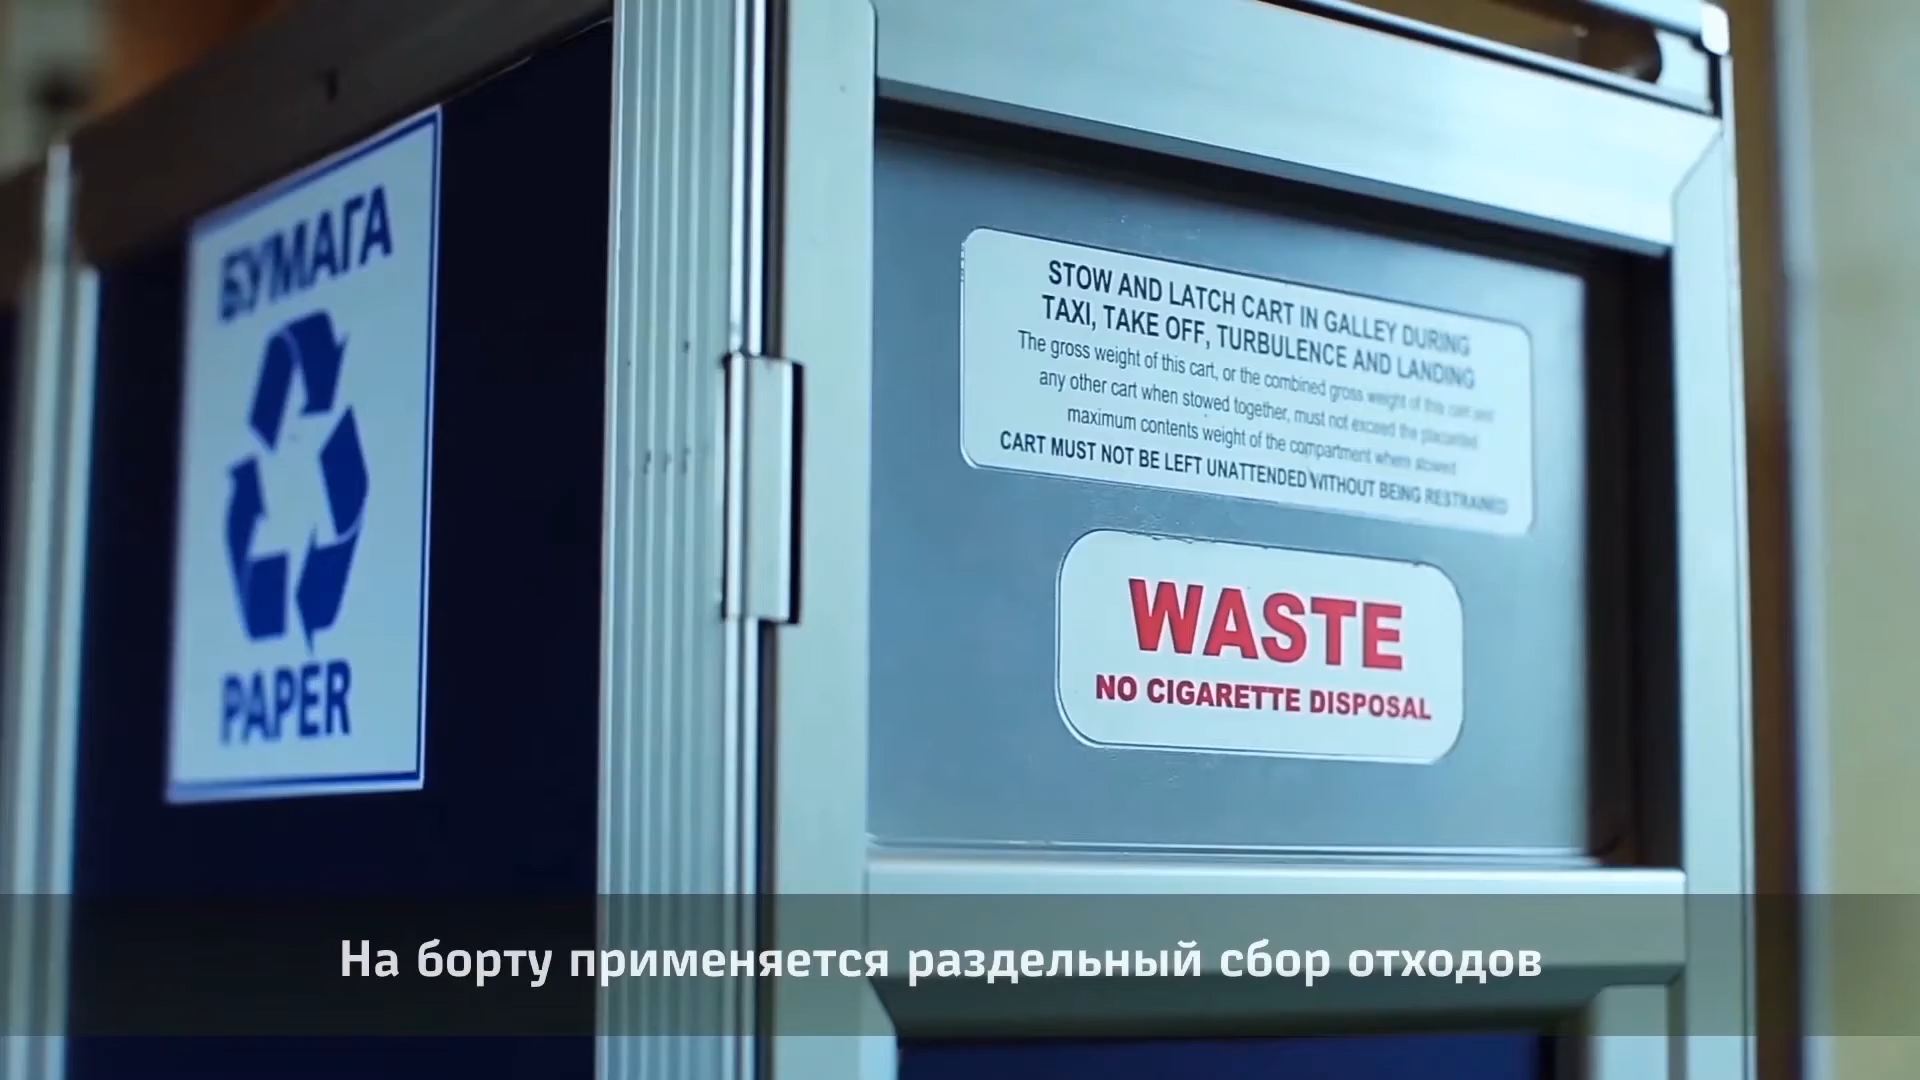 БУМАГА
PAPER
STOW AND LATCH CART IN GALLEY DURING
TAXI, TAKE OFF, TURBULENCE AND LANDING
The gross weight of this cart, or the combined gross weight of this cart and
any other cart when stowed together, must not exceed the placarded
maximum contents weight of the compartment where stowed
CART MUST NOT BE LEFT UNATTENDED WITHOUT BEING RESTRAINED
WASTE
NO CIGARETTE DISPOSAL
На борту применяется раздельный сбор отходов